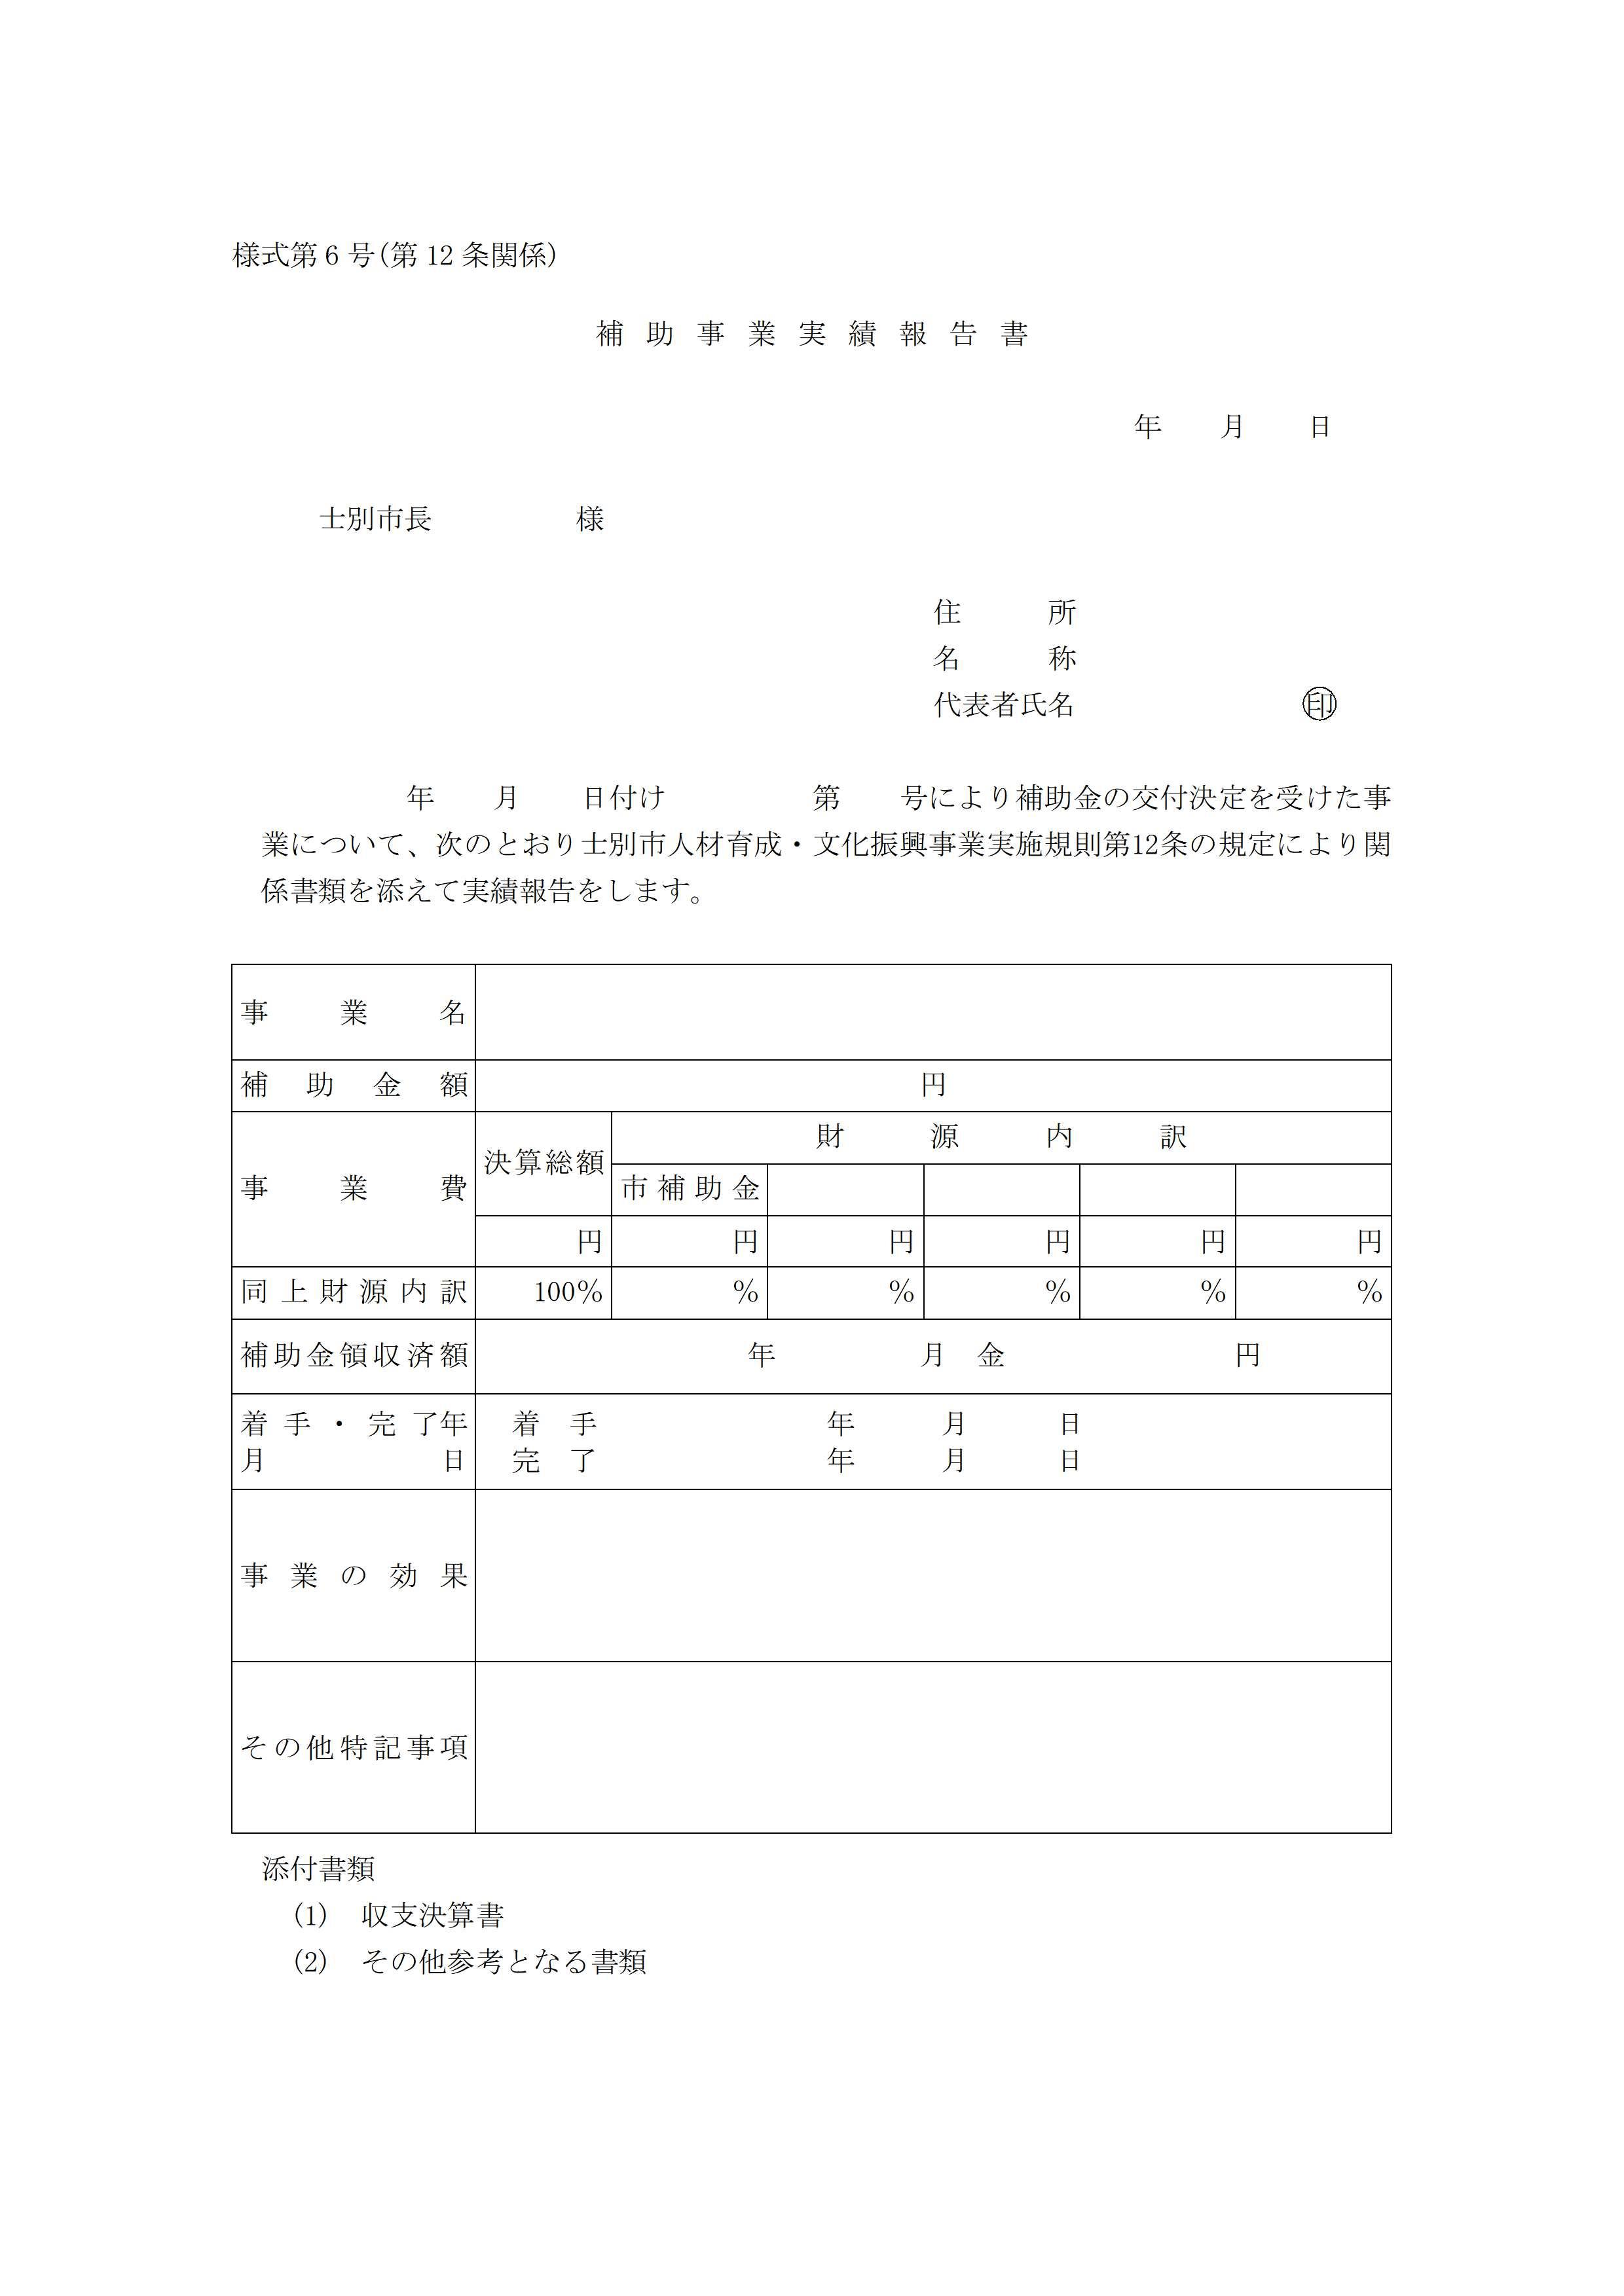 様式第6号(第12条関係)
補助事業実績報告書
年　　月　　日
士別市長　　　　　様
住　　　所
名　　　称
代表者氏名　　　　　　　　㊞
年　　月　　日付け　　　　　第　　号により補助金の交付決定を受けた事
業について、次のとおり士別市人材育成・文化振興事業実施規則第12条の規定により関
係書類を添えて実績報告をします。
事業名
補助金額　円
事業費　決算総額　財源内訳
市補助金
円　円　円　円　円　円
同上財源内訳　100%　%　%　%　%　%
補助金領収済額　年　月　金　円
着手・完了年　着手　年　月　日
月日　完了　年　月　日
事業の効果
その他特記事項
添付書類
(1)　収支決算書
(2)　その他参考となる書類